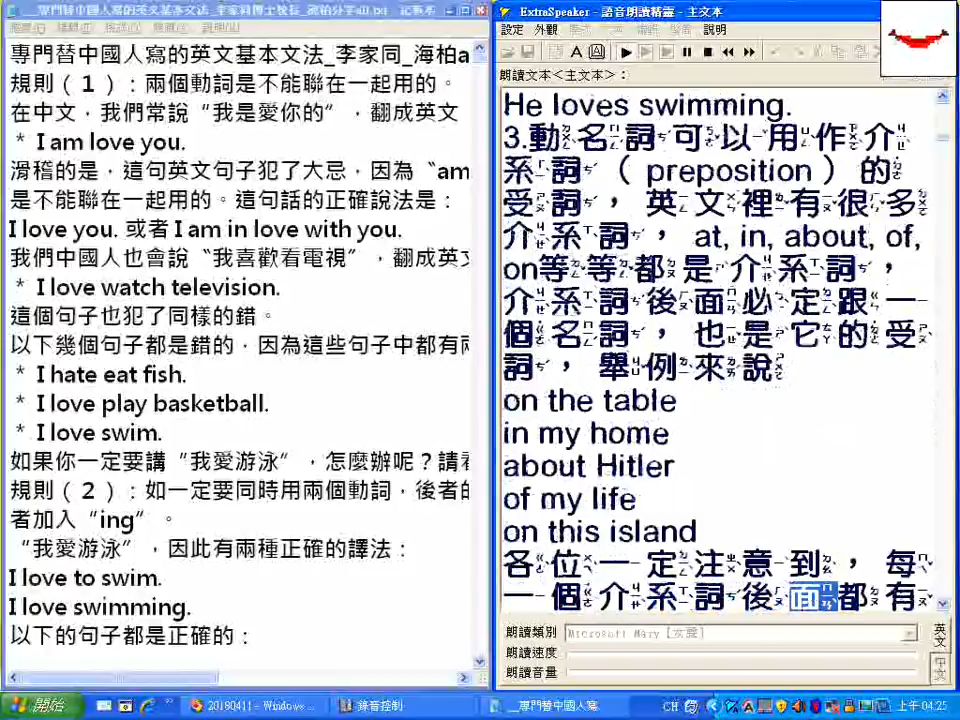 專門替中國人寫的英文基本文法_李家同_海柏a
規則（１）：兩個動詞是不能聯在一起用的。
在中文，我們常說“我是愛你的”，翻成英文
* I am love you.
滑稽的是，這句英文句子犯了大忌，因為“am
是不能聯在一起用的。這句話的正確說法是：
I love you. 或者 I am in love with you.
我們中國人也會說“我喜歡看電視”，翻成英文
* I love watch television.
這個句子也犯了同樣的錯。
以下幾個句子都是錯的，因為這些句子中都有兩
* I hate eat fish.
* I love play basketball.
* I love swim.
如果你一定要講“我愛游泳”，怎麼辦呢？請看
規則（２）：如一定要同時用兩個動詞，後者的
者加入“ing”。
“我愛游泳”，因此有兩種正確的譯法：
I love to swim.
I love swimming.
以下的句子都是正確的：
ExtraSpeaker - 語音朗讀精靈 - 主文本
設定 外觀 說明
朗讀文本<主文本>：
He loves swimming.
3.動名詞可以用作介
系詞（preposition）的
受詞，英文裡有很多
介系詞，at, in, about, of,
on等等都是介系詞，
介系詞後面必定跟一
個名詞，也是它的受
詞，舉例來說
on the table
in my home
about Hitler
of my life
on this island
各位一定注意到，每
一個介系詞後面都有
朗讀類別 Microsoft Mary【女聲】
朗讀速度
朗讀音量
英文
中文
開始
20180411 - Windows ...
錄音控制
__專門替中國人寫
CH
上午 04:25